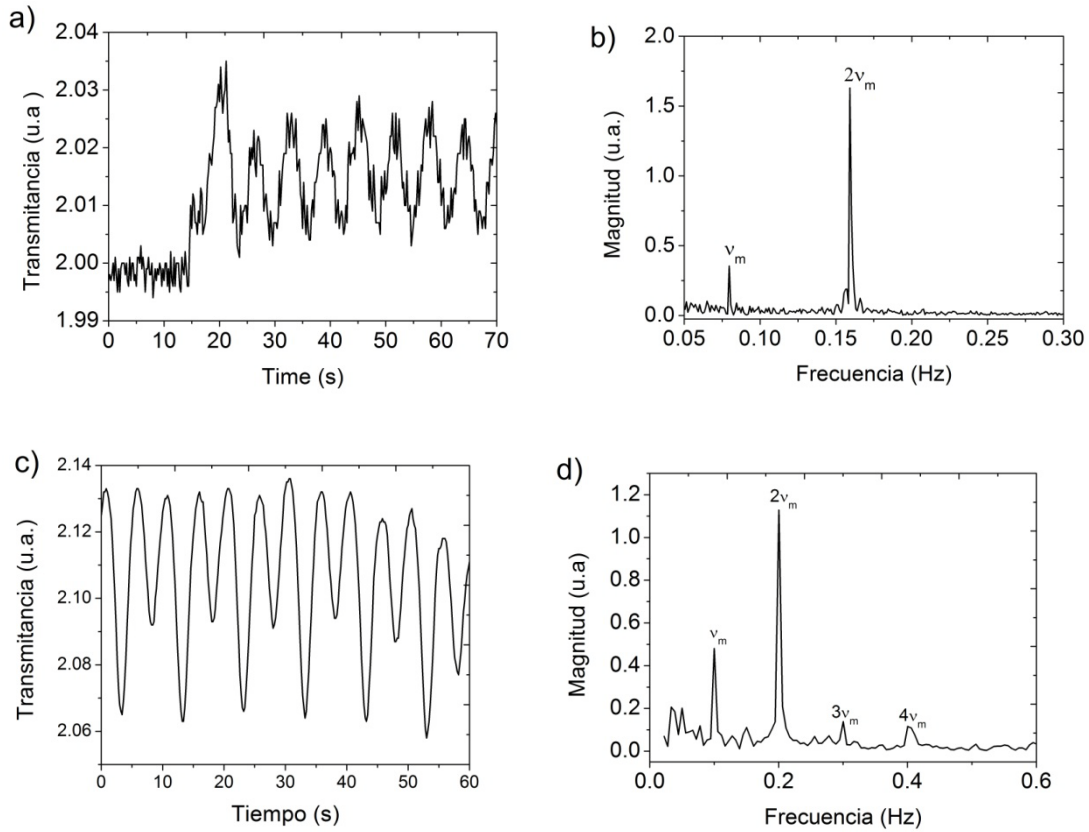 a)
Transmitancia (u.a )
2.04
2.03
2.02
2.01
2.00
1.99
0 10 20 30 40 50 60 70
Time (s)
b)
Magnitud (u.a.)
2.0
1.5
1.0
0.5
0.0
νm
2νm
0.05 0.10 0.15 0.20 0.25 0.30
Frecuencia (Hz)
c)
Transmitancia (u.a.)
2.14
2.12
2.10
2.08
2.06
0 10 20 30 40 50 60
Tiempo (s)
d)
Magnitud (u.a)
1.2
1.0
0.8
0.6
0.4
0.2
0.0
νm
2νm
3νm
4νm
0.0 0.2 0.4 0.6
Frecuencia (Hz)